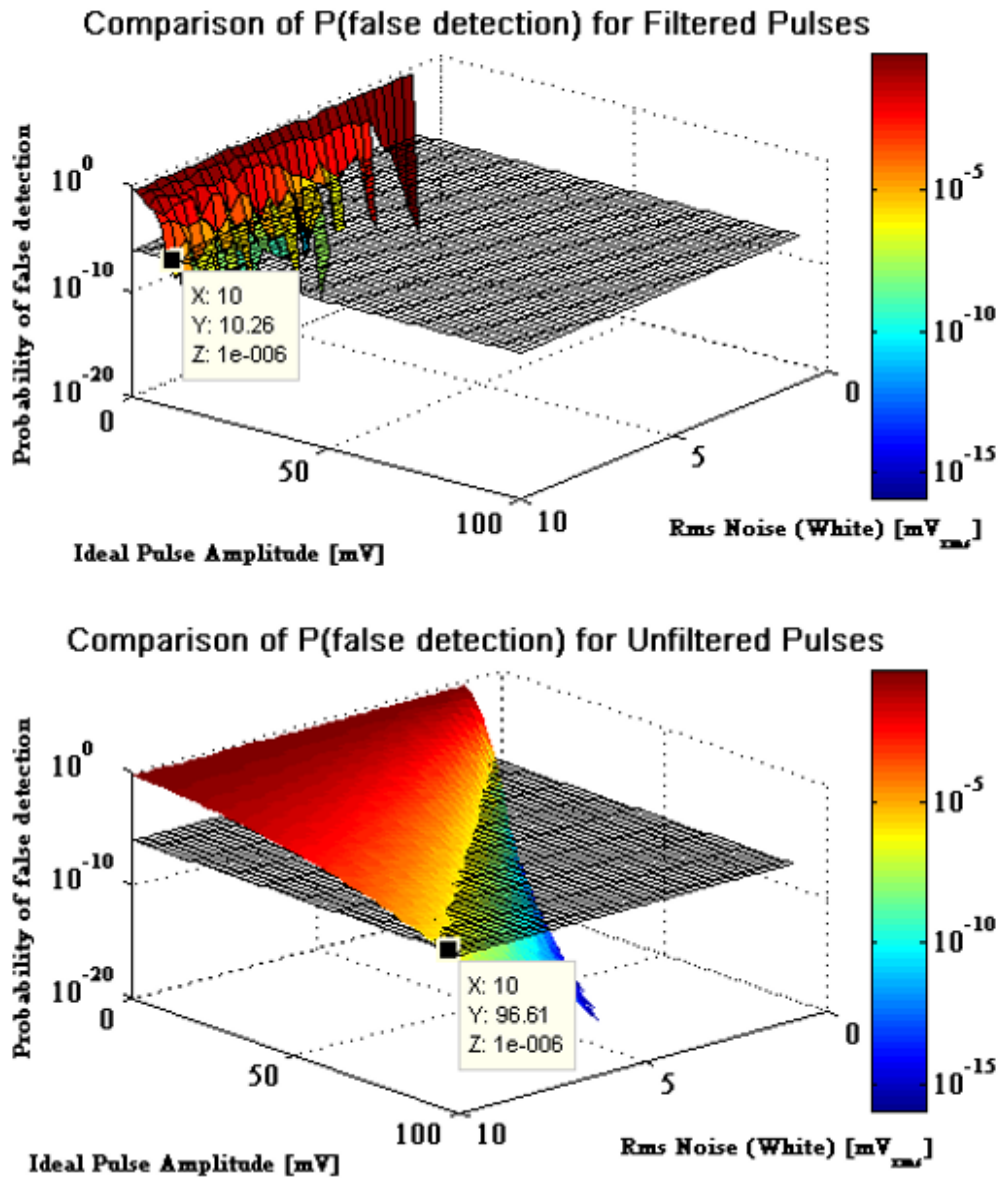 Comparison of P(false detection) for Filtered Pulses
Probability of false detection
10^0
10^-10
10^-20
0
50
100
10
5
0
X: 10
Y: 10.26
Z: 1e-006
Ideal Pulse Amplitude [mV]
Rms Noise (White) [mV_rms]
10^-5
10^-10
10^-15
Comparison of P(false detection) for Unfiltered Pulses
Probability of false detection
10^0
10^-10
10^-20
0
50
100
10
5
0
X: 10
Y: 96.61
Z: 1e-006
Ideal Pulse Amplitude [mV]
Rms Noise (White) [mV_rms]
10^-5
10^-10
10^-15